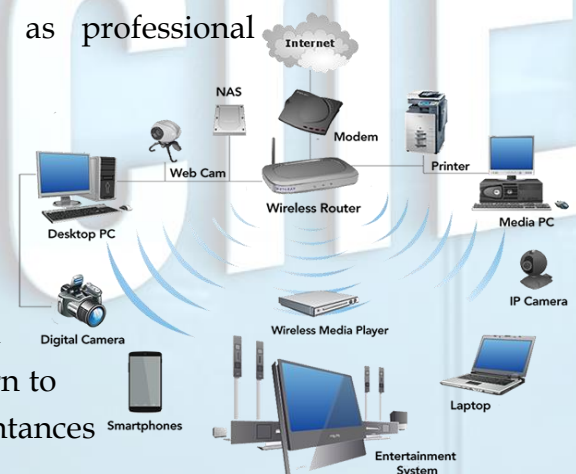 as professional
Internet
NAS
Modem
Web Cam
Printer
Wireless Router
Desktop PC
Media PC
IP Camera
Wireless Media Player
Digital Camera
rn to
Laptop
ntances
Smartphones
Entertainment
System